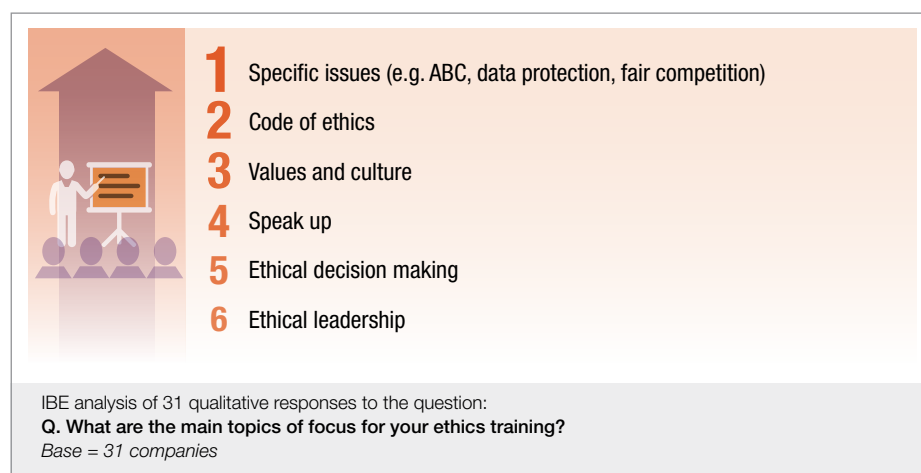 1 Specific issues (e.g. ABC, data protection, fair competition)
2 Code of ethics
3 Values and culture
4 Speak up
5 Ethical decision making
6 Ethical leadership
IBE analysis of 31 qualitative responses to the question:
Q. What are the main topics of focus for your ethics training?
Base = 31 companies